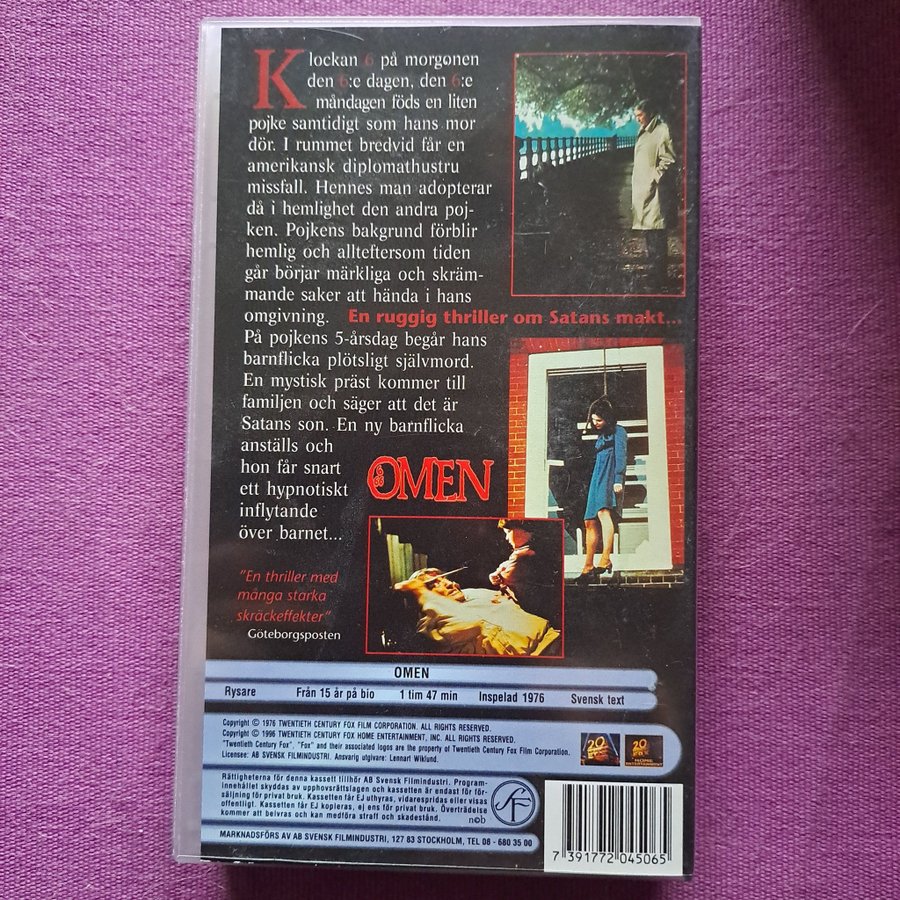 Klockan 6 på morgonen
den 6:e dagen, den 6:e
måndagen föds en liten
pojke samtidigt som hans mor
dör. I rummet bredvid får en
amerikansk diplomathustru
missfall. Hennes man adopterar
då i hemlighet den andra poj-
ken. Pojkens bakgrund förblir
hemlig och allteftersom tiden
går börjar märkliga och skräm-
mande saker att hända i hans
omgivning. En ruggig thriller om Satans makt...
På pojkens 5-årsdag begår hans
barnflicka plötsligt självmord.
En mystisk präst kommer till
familjen och säger att det är
Satans son. En ny barnflicka
anställs och
hon får snart
ett hypnotiskt
inflytande
över barnet...
OMEN
"En thriller med
många starka
skräckeffekter"
Göteborgsposten
OMEN
Rysare Från 15 år på bio 1 tim 47 min Inspelad 1976 Svensk text
Copyright © 1976 TWENTIETH CENTURY FOX FILM CORPORATION. ALL RIGHTS RESERVED.
Copyright © 1996 TWENTIETH CENTURY FOX HOME ENTERTAINMENT, INC. ALL RIGHTS RESERVED.
"Twentieth Century Fox", "Fox" and their associated logos are the property of Twentieth Century Fox Film Corporation.
Licensee: AB SVENSK FILMINDUSTRI. Ansvarig utgivare: Lennart Wiklund.
Rättigheterna för denna kassett tillhör AB Svensk Filmindustri. Program-
innehållet skyddas av upphovsrättslagen och kassetten är endast för för-
säljning för privat bruk. Kassetten får EJ uthyras, vidarespridas eller visas
offentligt. Kassetten får EJ kopieras, ej ens för privat bruk. Överträdelse
kommer att beivras och kan medföra straff och skadestånd.
ncb
SF
MARKNADSFÖRS AV AB SVENSK FILMINDUSTRI, 127 83 STOCKHOLM, TEL 08 - 680 35 00
7 391772 045065